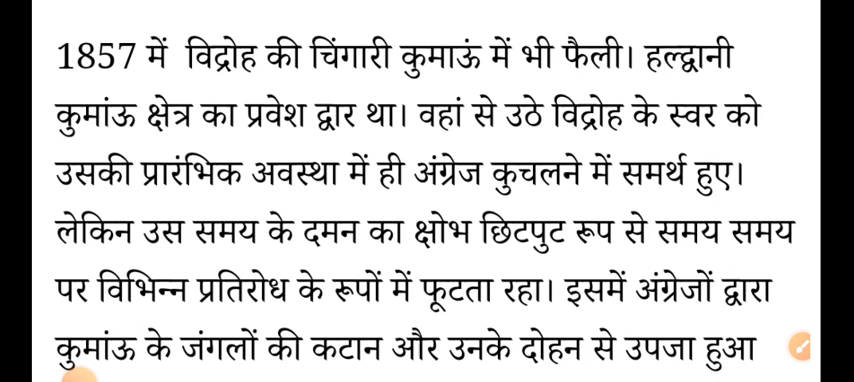 1857 में विद्रोह की चिंगारी कुमाऊं में भी फैली। हल्द्वानी
कुमांऊ क्षेत्र का प्रवेश द्वार था। वहां से उठे विद्रोह के स्वर को
उसकी प्रारंभिक अवस्था में ही अंग्रेज कुचलने में समर्थ हुए।
लेकिन उस समय के दमन का क्षोभ छिटपुट रूप से समय समय
पर विभिन्न प्रतिरोध के रूपों में फूटता रहा। इसमें अंग्रेजों द्वारा
कुमांऊ के जंगलों की कटान और उनके दोहन से उपजा हुआ